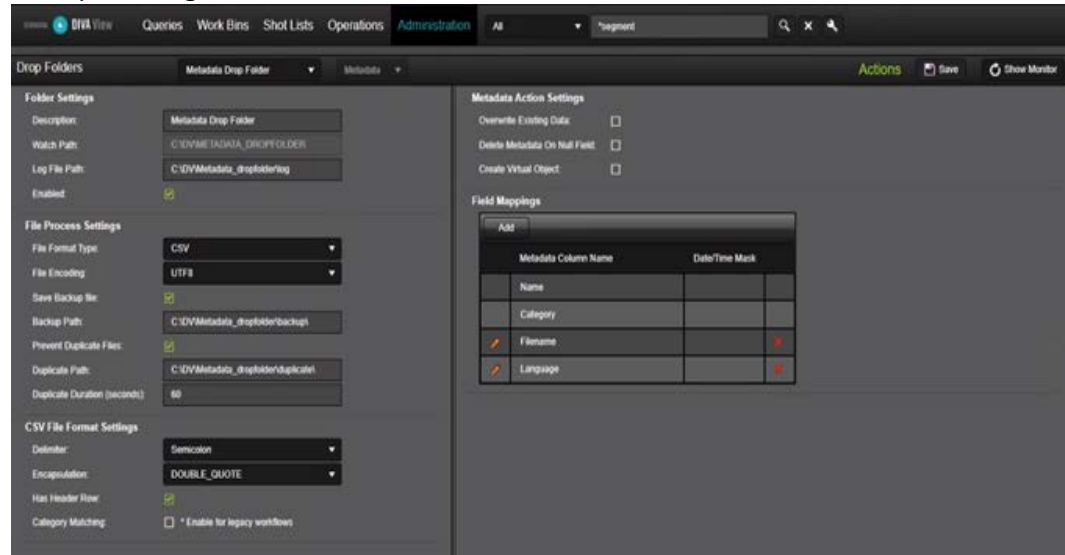 DIVA View Queries Work Bins Shot Lists Operations Administration All *segment
Drop Folders Metadata Drop Folder Metadata Actions Save Show Monitor
Folder Settings
Description: Metadata Drop Folder
Watch Path: C:\DV\METADATA_DROPFOLDER
Log File Path: C:\DV\Metadata_dropfolder\log
Enabled:
File Process Settings
File Format Type: CSV
File Encoding: UTF8
Save Backup file:
Backup Path: C:\DV\Metadata_dropfolder\backup\
Prevent Duplicate Files:
Duplicate Path: C:\DV\Metadata_dropfolder\duplicate\
Duplicate Duration (seconds): 60
CSV File Format Settings
Delimiter: Semicolon
Encapsulation: DOUBLE_QUOTE
Has Header Row:
Category Matching: * Enable for legacy workflows
Metadata Action Settings
Overwrite Existing Data:
Delete Metadata On Null Field:
Create Virtual Object:
Field Mappings
Add
Metadata Column Name Date/Time Mask
Name
Category
Filename
Language